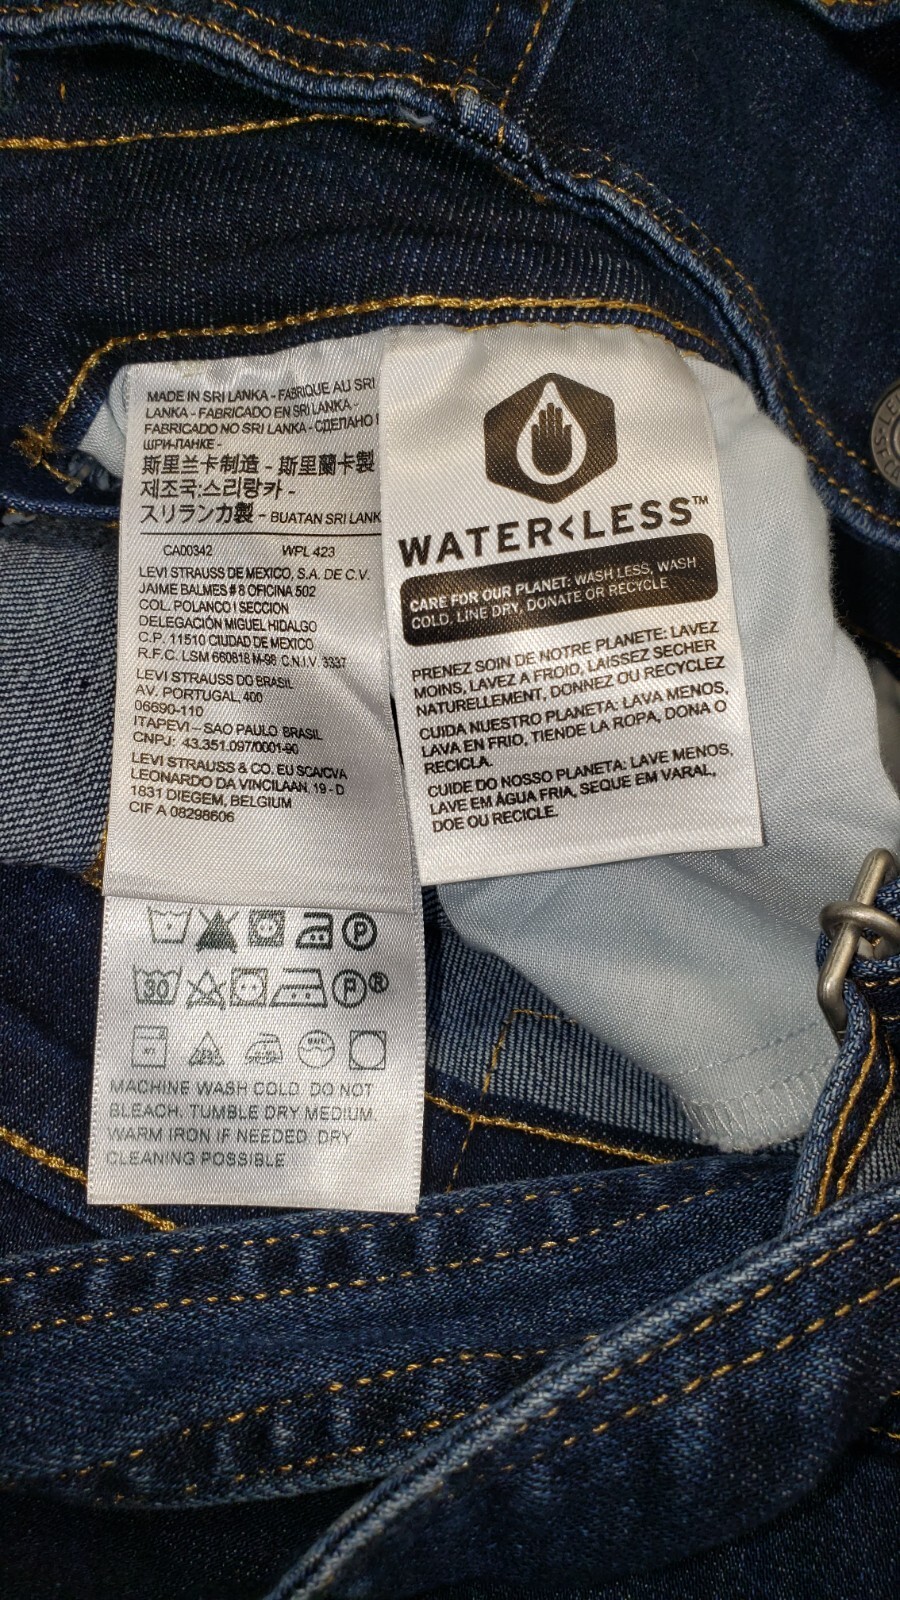 MADE IN SRI LANKA - FABRIQUE AU SRI
LANKA - FABRICADO EN SRI LANKA -
FABRICADO NO SRI LANKA - СДЕЛАНО
ШРИ-ЛАНКЕ -
斯里兰卡制造 - 斯里蘭卡製
제조국:스리랑카 -
スリランカ製 - BUATAN SRI LANK
CA00342 WPL 423
LEVI STRAUSS DE MEXICO, S.A. DE C.V.
JAIME BALMES # 8 OFICINA 502
COL. POLANCO I SECCION
DELEGACIÓN MIGUEL HIDALGO
C.P. 11510 CIUDAD DE MEXICO
R.F.C. LSM 660818 M-98 C.N.I.V. 3337
LEVI STRAUSS DO BRASIL
AV. PORTUGAL, 400
06690-110
ITAPEVI – SAO PAULO BRASIL
CNPJ: 43.351.097/0001-90
LEVI STRAUSS & CO. EU SCA/CVA
LEONARDO DA VINCILAAN, 19 - D
1831 DIEGEM, BELGIUM
CIF A 08298606
P
30 P ®
MACHINE WASH COLD. DO NOT
BLEACH. TUMBLE DRY MEDIUM.
WARM IRON IF NEEDED. DRY
CLEANING POSSIBLE
WATER<LESS™
CARE FOR OUR PLANET: WASH LESS, WASH
COLD, LINE DRY, DONATE OR RECYCLE
PRENEZ SOIN DE NOTRE PLANETE: LAVEZ
MOINS, LAVEZ A FROID, LAISSEZ SECHER
NATURELLEMENT, DONNEZ OU RECYCLEZ
CUIDA NUESTRO PLANETA: LAVA MENOS,
LAVA EN FRIO, TIENDE LA ROPA, DONA O
RECICLA.
CUIDE DO NOSSO PLANETA: LAVE MENOS,
LAVE EM ÁGUA FRIA, SEQUE EM VARAL,
DOE OU RECICLE.